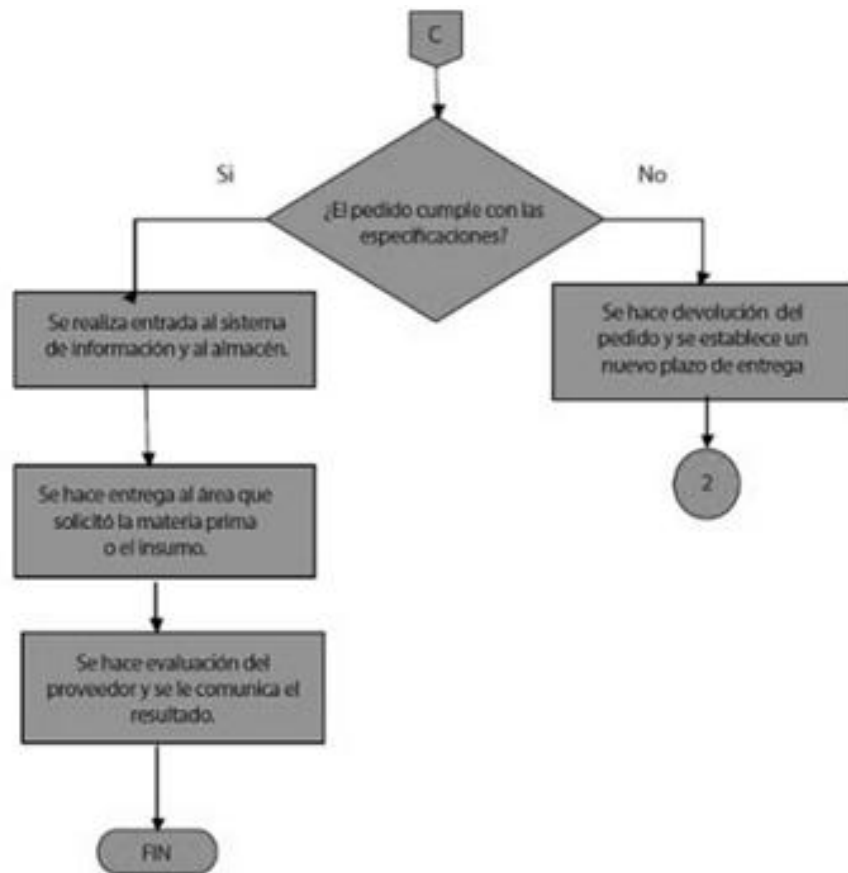 C
Si
No
¿El pedido cumple con las
especificaciones?
Se realiza entrada al sistema
de información y al almacén.
Se hace devolución del
pedido y se establece un
nuevo plazo de entrega
2
Se hace entrega al área que
solicitó la materia prima
o el insumo.
Se hace evaluación del
proveedor y se le comunica el
resultado.
FIN